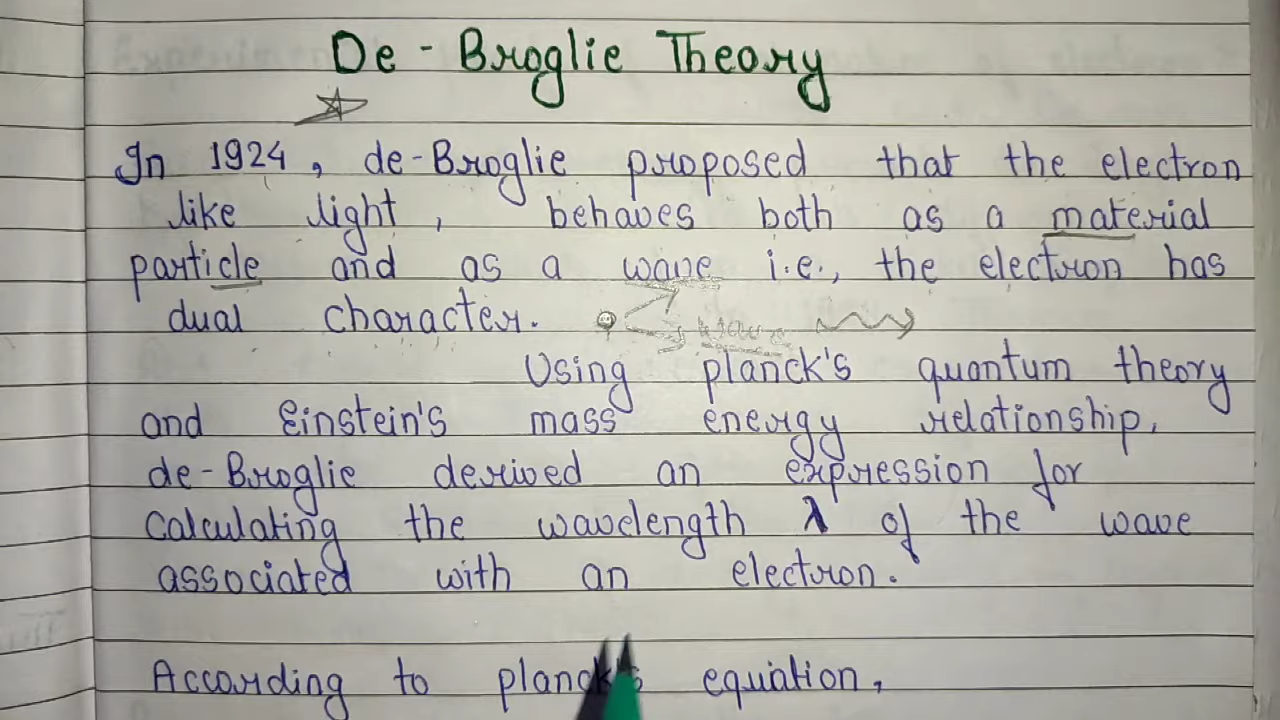 De - Broglie Theory
In 1924, de-Broglie proposed that the electron
like light, behaves both as a material
particle and as a wave i.e., the electron has
dual character.
wave
Using planck's quantum theory
and Einstein's mass energy relationship,
de-Broglie derived an expression for
calculating the wavelength λ of the wave
associated with an electron.
According to planck's equation,